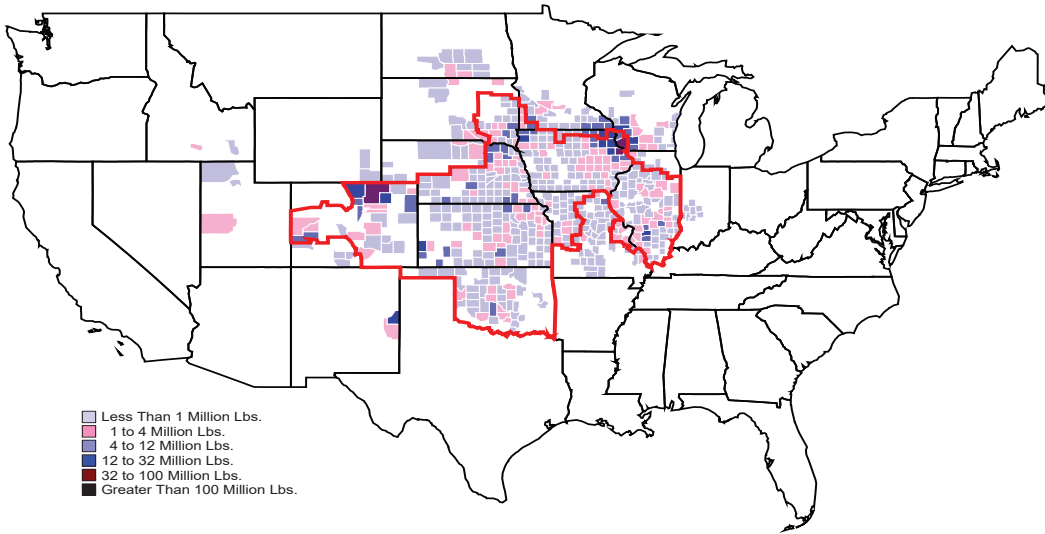 Less Than 1 Million Lbs.
1 to 4 Million Lbs.
4 to 12 Million Lbs.
12 to 32 Million Lbs.
32 to 100 Million Lbs.
Greater Than 100 Million Lbs.